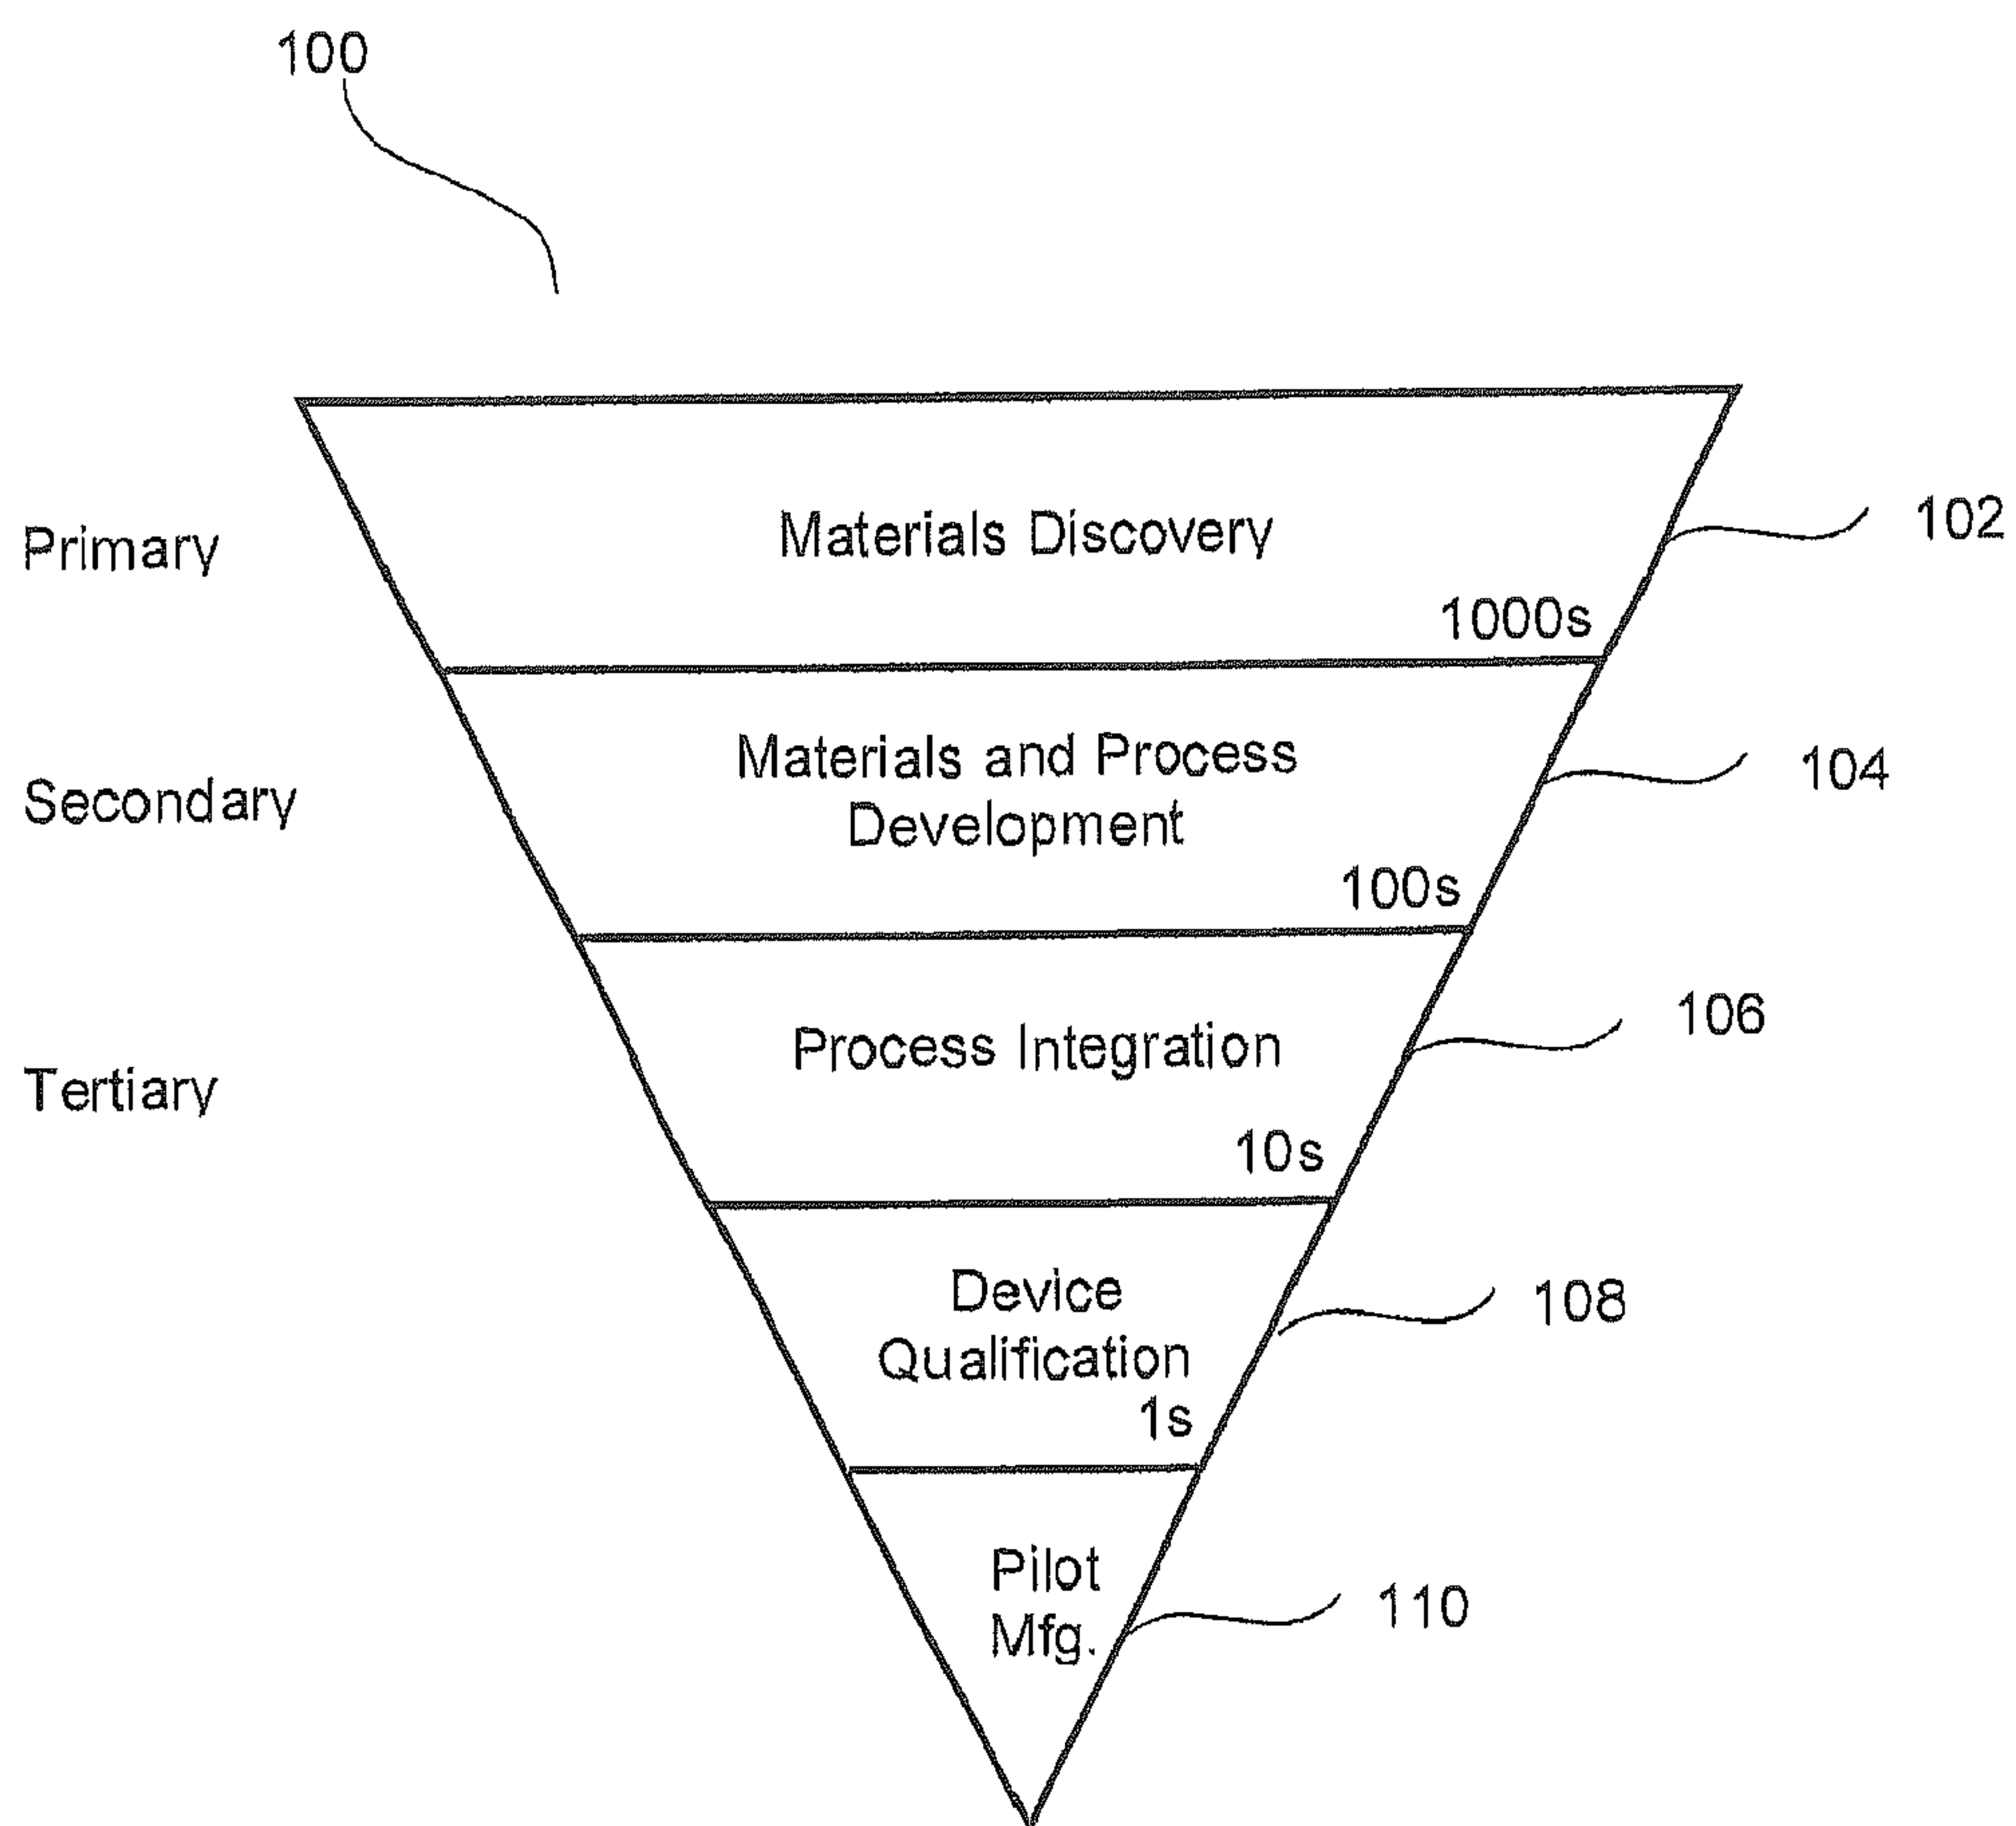 100
Primary
Materials Discovery
102
1000s
Secondary
Materials and Process
Development
104
100s
Tertiary
Process Integration
106
10s
Device
Qualification
108
1s
Pilot
Mfg.
110